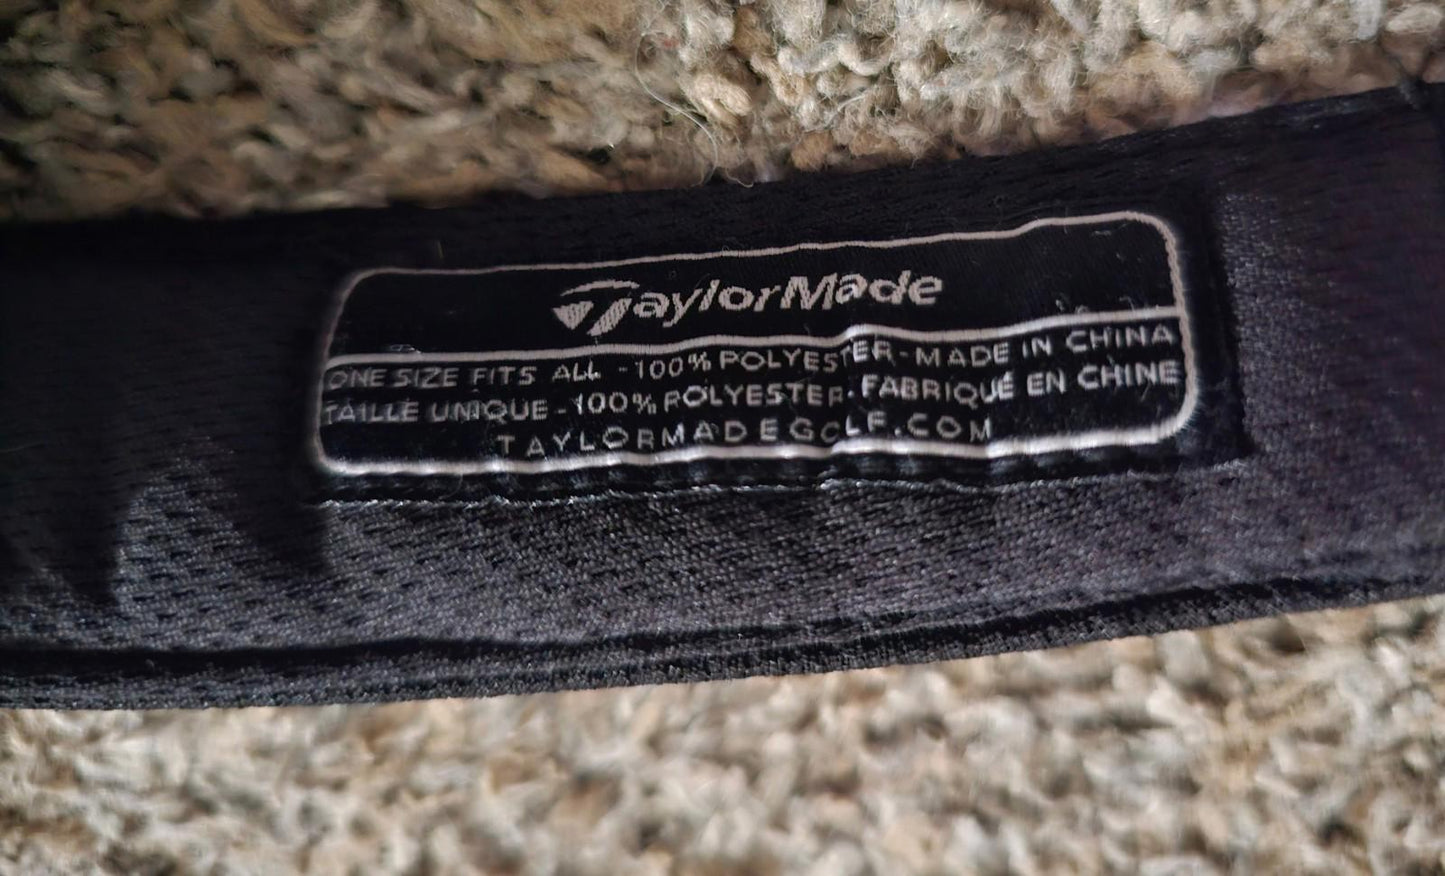 TaylorMade
ONE SIZE FITS ALL - 100% POLYESTER - MADE IN CHINA
TAILLE UNIQUE - 100% POLYESTER - FABRIQUÉ EN CHINE
TAYLORMADEGOLF.COM